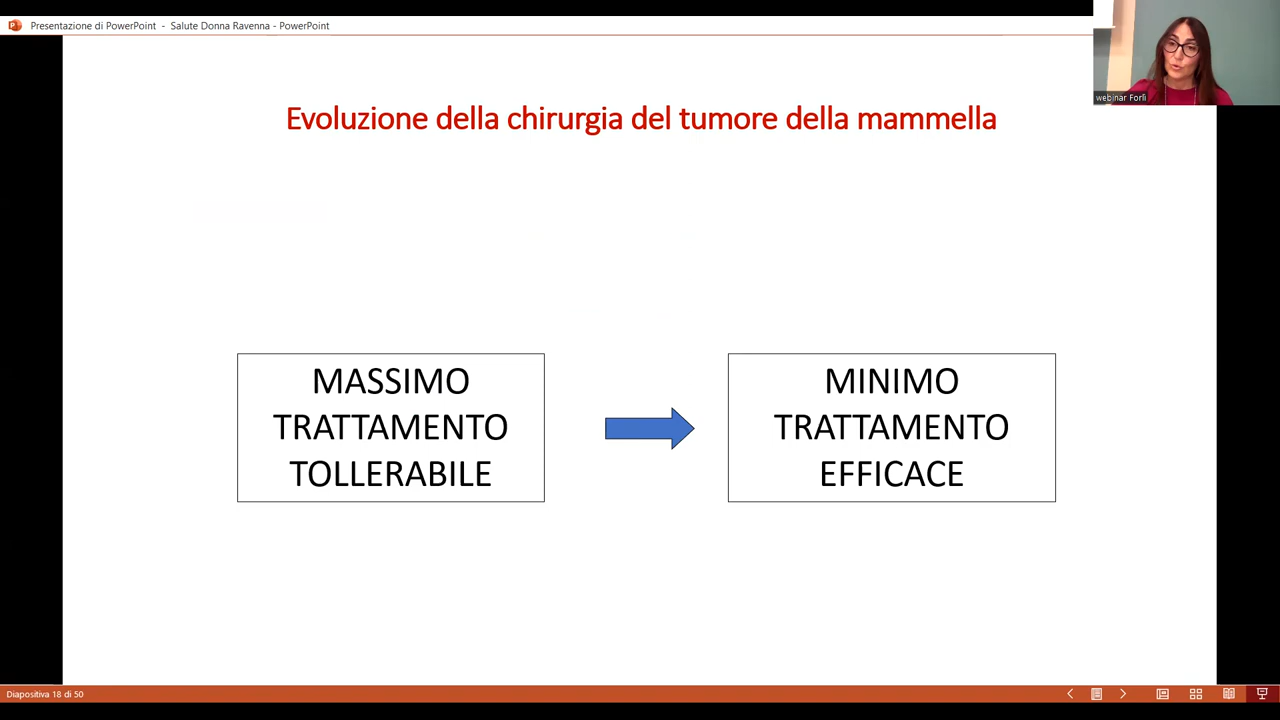 Presentazione di PowerPoint - Salute Donna Ravenna - PowerPoint
webinar Forlì
Evoluzione della chirurgia del tumore della mammella
MASSIMO
TRATTAMENTO
TOLLERABILE
MINIMO
TRATTAMENTO
EFFICACE
Diapositiva 18 di 50